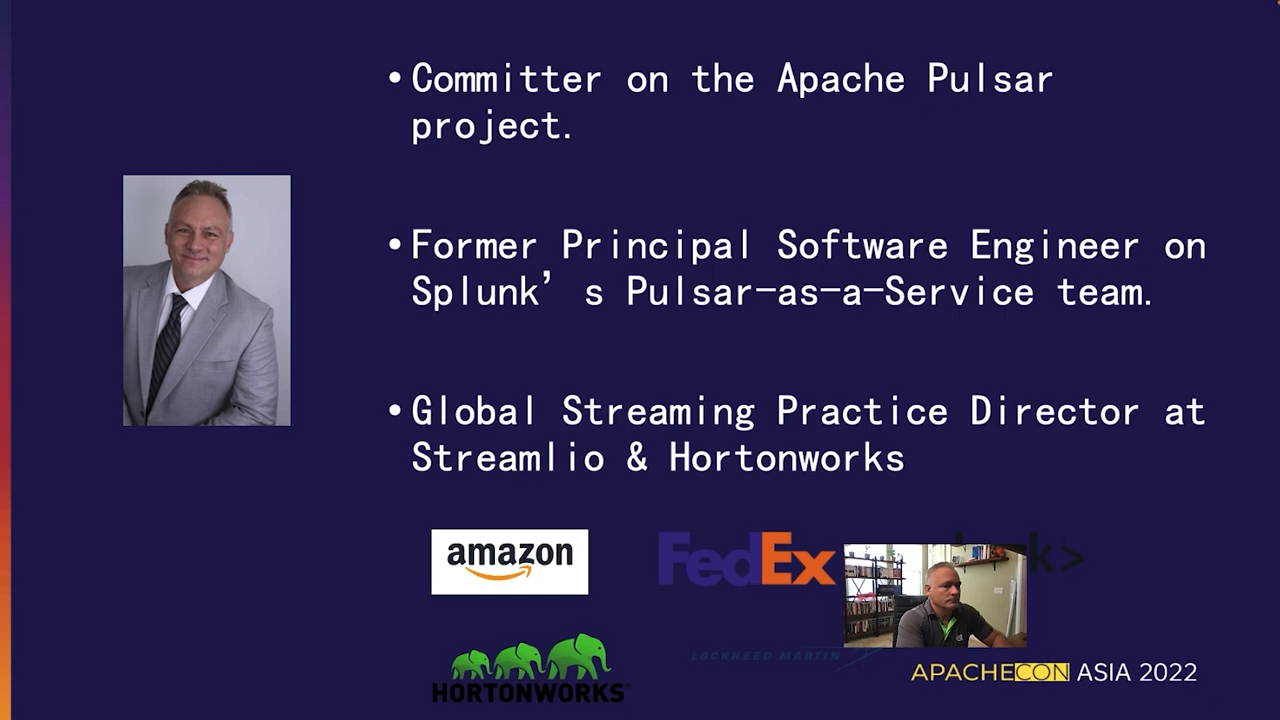 •Committer on the Apache Pulsar
project.
•Former Principal Software Engineer on
Splunk’s Pulsar-as-a-Service team.
•Global Streaming Practice Director at
Streamlio & Hortonworks
amazon
FedEx
k>
LOCKHEED MARTIN
HORTONWORKS
APACHECON ASIA 2022